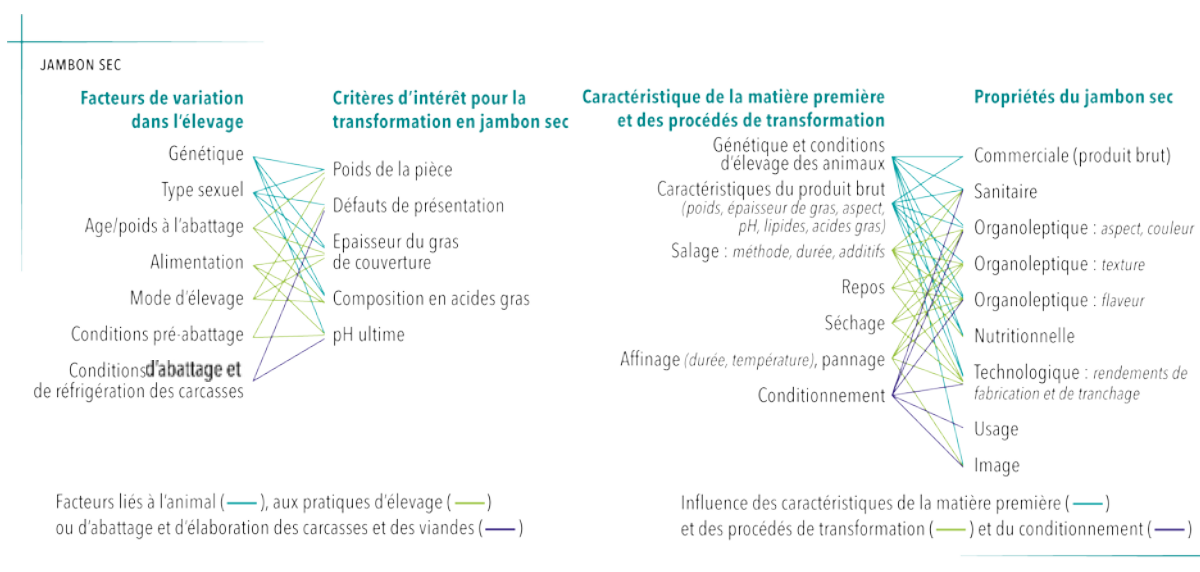 JAMBON SEC
Facteurs de variation
dans l'élevage
Génétique
Type sexuel
Age/poids à l'abattage
Alimentation
Mode d'élevage
Conditions pré-abattage
Conditions d'abattage et
de réfrigération des carcasses
Critères d'intérêt pour la
transformation en jambon sec
Poids de la pièce
Défauts de présentation
Epaisseur du gras
de couverture
Composition en acides gras
pH ultime
Facteurs liés à l'animal ( ), aux pratiques d'élevage ( )
ou d'abattage et d'élaboration des carcasses et des viandes ( )
Caractéristique de la matière première
et des procédés de transformation
Génétique et conditions
d'élevage des animaux
Caractéristiques du produit brut
(poids, épaisseur de gras, aspect,
pH, lipides, acides gras)
Salage : méthode, durée, additifs
Repos
Séchage
Affinage (durée, température), pannage
Conditionnement
Propriétés du jambon sec
Commerciale (produit brut)
Sanitaire
Organoleptique : aspect, couleur
Organoleptique : texture
Organoleptique : flaveur
Nutritionnelle
Technologique : rendements de
fabrication et de tranchage
Usage
Image
Influence des caractéristiques de la matière première ( )
et des procédés de transformation ( ) et du conditionnement ( )